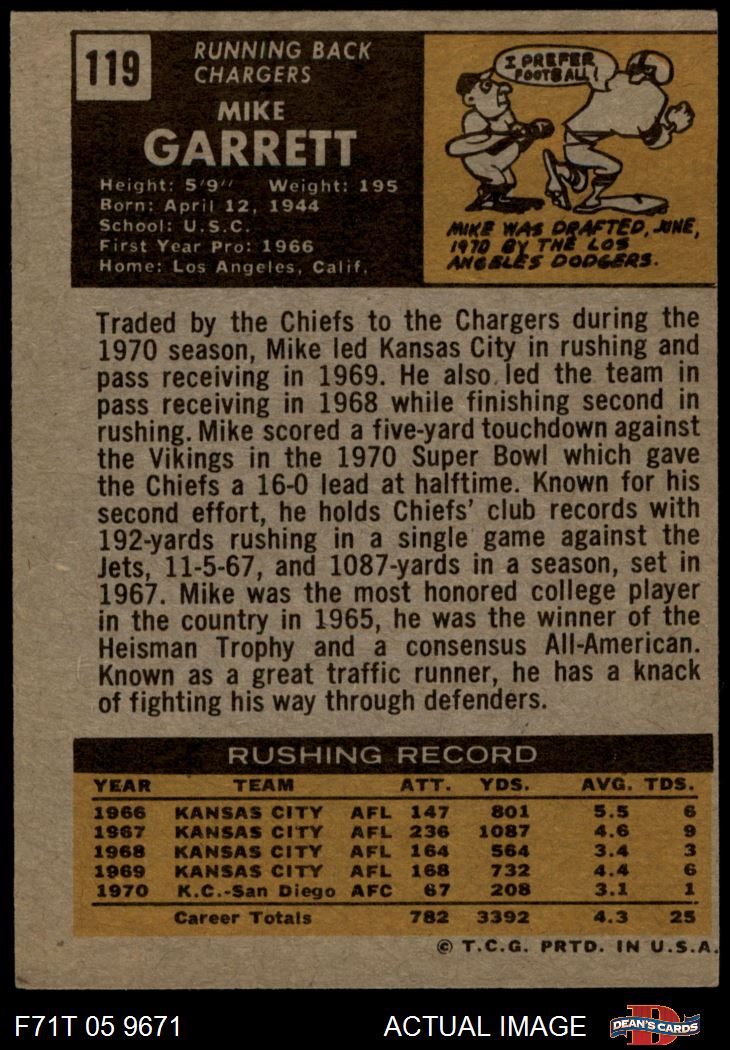 119
RUNNING BACK
CHARGERS
MIKE
GARRETT
Height: 5'9" Weight: 195
Born: April 12, 1944
School: U.S.C.
First Year Pro: 1966
Home: Los Angeles, Calif.
I PREFER
FOOTBALL!
MIKE WAS DRAFTED, JUNE,
1970 BY THE LOS
ANGELES DODGERS.
Traded by the Chiefs to the Chargers during the
1970 season, Mike led Kansas City in rushing and
pass receiving in 1969. He also led the team in
pass receiving in 1968 while finishing second in
rushing. Mike scored a five-yard touchdown against
the Vikings in the 1970 Super Bowl which gave
the Chiefs a 16-0 lead at halftime. Known for his
second effort, he holds Chiefs' club records with
192-yards rushing in a single game against the
Jets, 11-5-67, and 1087-yards in a season, set in
1967. Mike was the most honored college player
in the country in 1965, he was the winner of the
Heisman Trophy and a consensus All-American.
Known as a great traffic runner, he has a knack
of fighting his way through defenders.
RUSHING RECORD
YEAR TEAM ATT. YDS. AVG. TDS.
1966 KANSAS CITY AFL 147 801 5.5 6
1967 KANSAS CITY AFL 236 1087 4.6 9
1968 KANSAS CITY AFL 164 564 3.4 3
1969 KANSAS CITY AFL 168 732 4.4 6
1970 K.C.-San Diego AFC 67 208 3.1 1
Career Totals 782 3392 4.3 25
© T.C.G. PRTD. IN U.S.A.
F71T 05 9671 ACTUAL IMAGE
D
DEAN'S CARDS